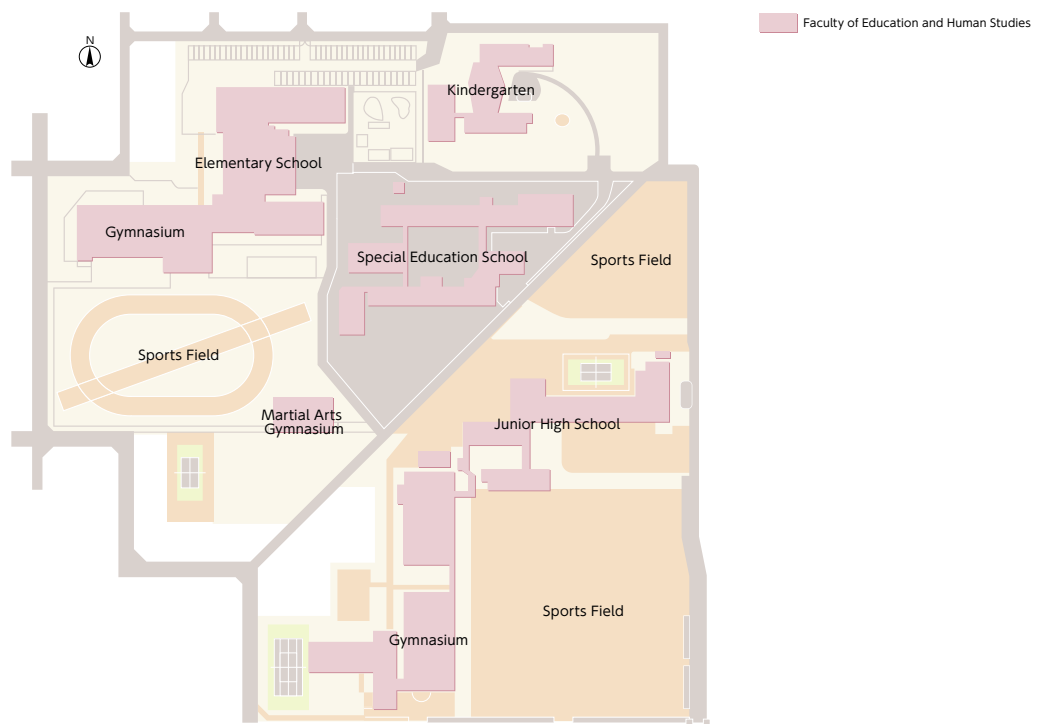 Faculty of Education and Human Studies
N
Kindergarten
Elementary School
Gymnasium
Special Education School
Sports Field
Sports Field
Martial Arts
Gymnasium
Junior High School
Sports Field
Gymnasium